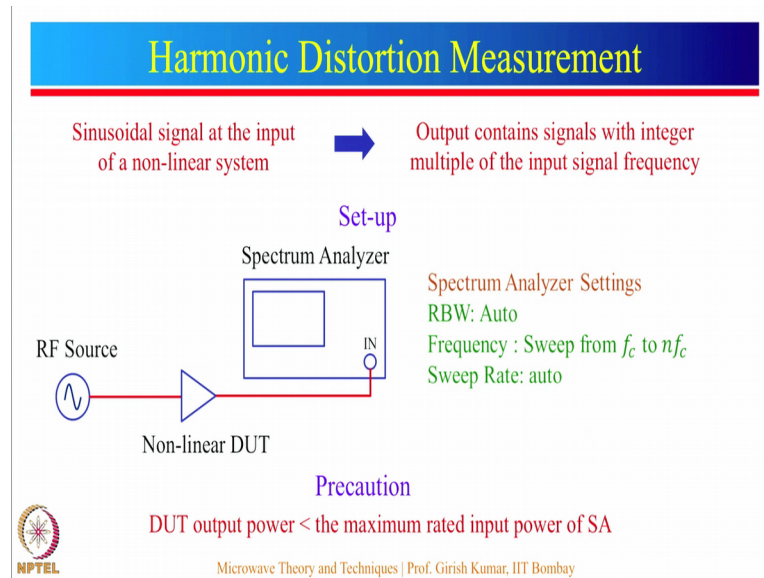 Harmonic Distortion Measurement
Sinusoidal signal at the input
of a non-linear system
Output contains signals with integer
multiple of the input signal frequency
Set-up
Spectrum Analyzer
IN
RF Source
Non-linear DUT
Spectrum Analyzer Settings
RBW: Auto
Frequency : Sweep from f_c to nf_c
Sweep Rate: auto
Precaution
DUT output power < the maximum rated input power of SA
NPTEL
Microwave Theory and Techniques | Prof. Girish Kumar, IIT Bombay